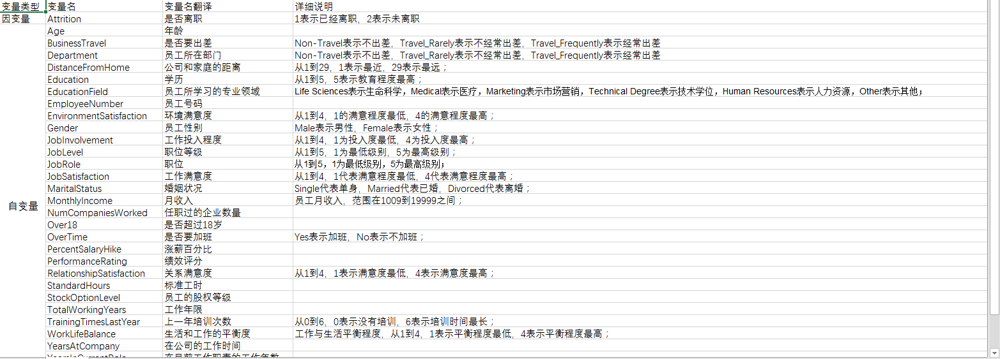 变量类型 变量名 变量名翻译 详细说明
因变量 Attrition 是否离职 1表示已经离职，2表示未离职
Age 年龄
BusinessTravel 是否要出差 Non-Travel表示不出差，Travel_Rarely表示不经常出差，Travel_Frequently表示经常出差
Department 员工所在部门 Non-Travel表示不出差，Travel_Rarely表示不经常出差，Travel_Frequently表示经常出差
DistanceFromHome 公司和家庭的距离 从1到29，1表示最近，29表示最远；
Education 学历 从1到5，5表示教育程度最高；
EducationField 员工所学习的专业领域 Life Sciences表示生命科学，Medical表示医疗，Marketing表示市场营销，Technical Degree表示技术学位，Human Resources表示人力资源，Other表示其他；
EmployeeNumber 员工号码
EnvironmentSatisfaction 环境满意度 从1到4，1的满意程度最低，4的满意程度最高；
Gender 员工性别 Male表示男性，Female表示女性；
JobInvolvement 工作投入程度 从1到4，1为投入度最低，4为投入度最高；
JobLevel 职位等级 从1到5，1为最低级别，5为最高级别；
JobRole 职位 从1到5，1为最低级别，5为最高级别；
JobSatisfaction 工作满意度 从1到4，1代表满意程度最低，4代表满意程度最高；
MaritalStatus 婚姻状况 Single代表单身，Married代表已婚，Divorced代表离婚；
自变量 MonthlyIncome 月收入 员工月收入，范围在1009到19999之间；
NumCompaniesWorked 任职过的企业数量
Over18 是否超过18岁
OverTime 是否要加班 Yes表示加班，No表示不加班；
PercentSalaryHike 涨薪百分比
PerformanceRating 绩效评分
RelationshipSatisfaction 关系满意度 从1到4，1表示满意度最低，4表示满意度最高；
StandardHours 标准工时
StockOptionLevel 员工的股权等级
TotalWorkingYears 工作年限
TrainingTimesLastYear 上一年培训次数 从0到6，0表示没有培训，6表示培训时间最长；
WorkLifeBalance 生活和工作的平衡度 工作与生活平衡程度，从1到4，1表示平衡程度最低，4表示平衡程度最高；
YearsAtCompany 在公司的工作时间
YearsInCurrentRole 在目前工作职责的工作年数